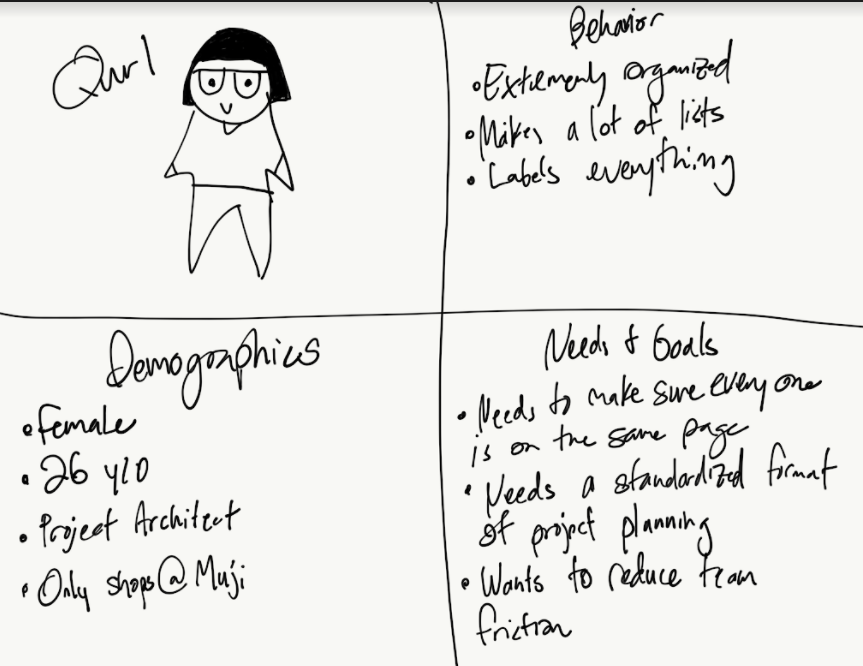 Qurl
Behavior
• Extremely organized
• Makes a lot of lists
• Labels everything
Demographics
• Female
• 26 y/o
• Project Architect
• Only shops @ Muji
Needs & Goals
• Needs to make sure everyone
is on the same page
• Needs a standardized format
of project planning
• Wants to reduce team
friction